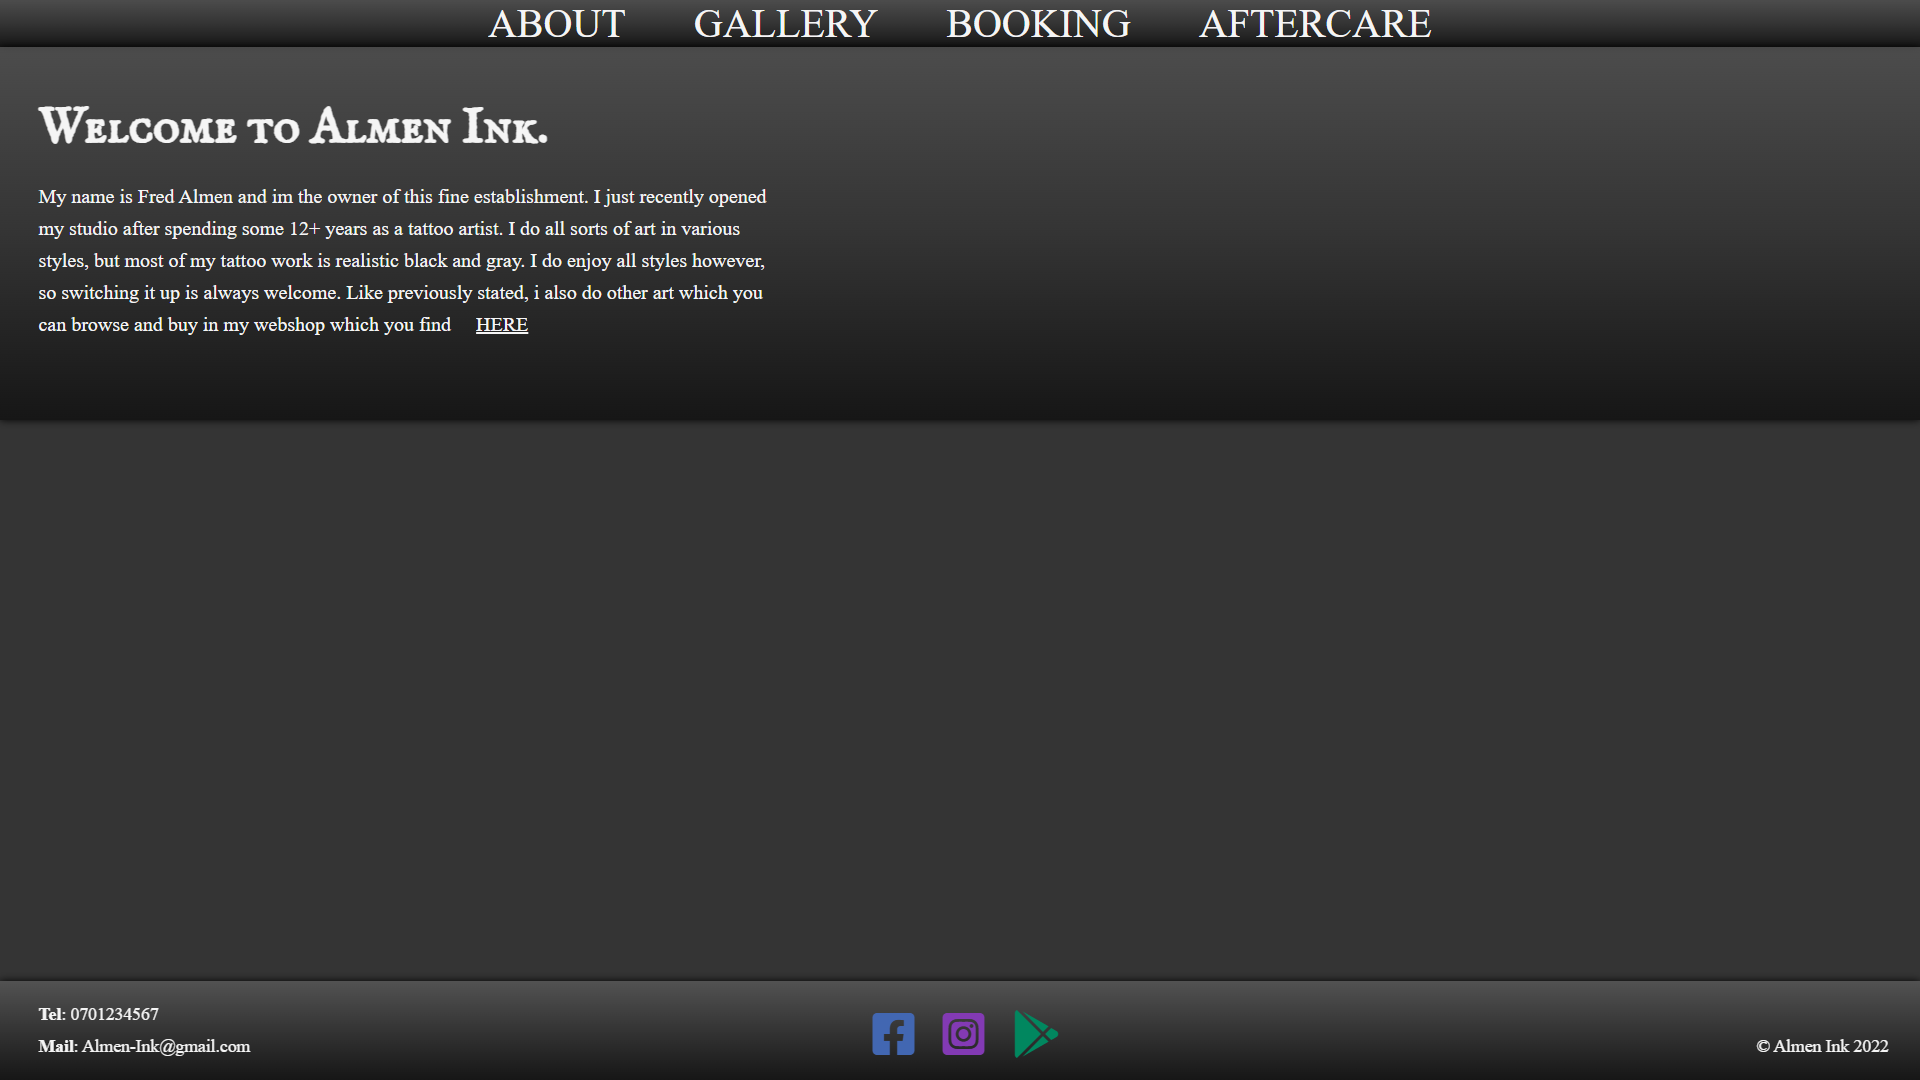 ABOUT GALLERY BOOKING AFTERCARE
Welcome to Almen Ink.
My name is Fred Almen and im the owner of this fine establishment. I just recently opened
my studio after spending some 12+ years as a tattoo artist. I do all sorts of art in various
styles, but most of my tattoo work is realistic black and gray. I do enjoy all styles however,
so switching it up is always welcome. Like previously stated, i also do other art which you
can browse and buy in my webshop which you find HERE
Tel: 0701234567
Mail: Almen-Ink@gmail.com
© Almen Ink 2022